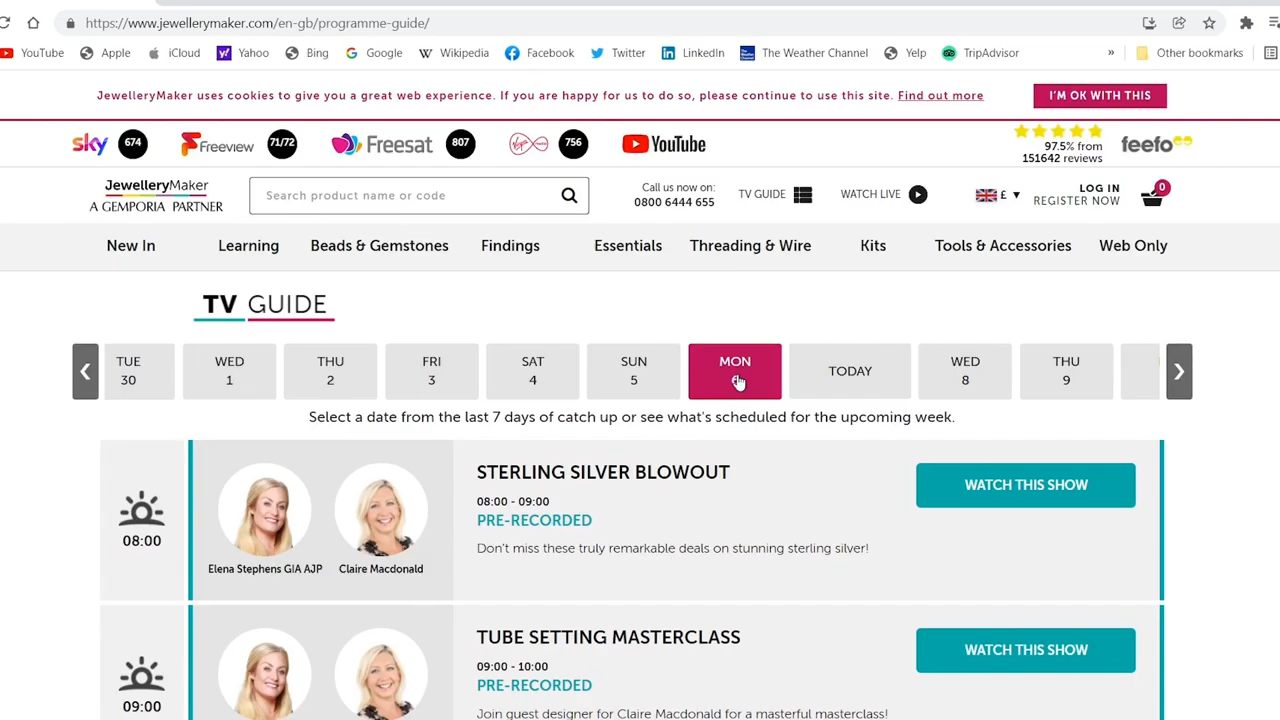 https://www.jewellerymaker.com/en-gb/programme-guide/
YouTube Apple iCloud Yahoo Bing Google Wikipedia Facebook Twitter LinkedIn The Weather Channel Yelp TripAdvisor » Other bookmarks
JewelleryMaker uses cookies to give you a great web experience. If you are happy for us to do so, please continue to use this site. Find out more I'M OK WITH THIS
sky 674 Freeview 71/72 Freesat 807 756 YouTube 97.5% from feefo
151642 reviews
JewelleryMaker
A GEMPORIA PARTNER
Search product name or code
Call us now on:
0800 6444 655
TV GUIDE WATCH LIVE £ ▼
LOG IN
REGISTER NOW
0
New In Learning Beads & Gemstones Findings Essentials Threading & Wire Kits Tools & Accessories Web Only
TV GUIDE
TUE WED THU FRI SAT SUN MON TODAY WED THU
30 1 2 3 4 5 8 9
Select a date from the last 7 days of catch up or see what's scheduled for the upcoming week.
08:00
Elena Stephens GIA AJP Claire Macdonald
STERLING SILVER BLOWOUT
08:00 - 09:00
PRE-RECORDED
Don't miss these truly remarkable deals on stunning sterling silver!
WATCH THIS SHOW
09:00
TUBE SETTING MASTERCLASS
09:00 - 10:00
PRE-RECORDED
Join guest designer for Claire Macdonald for a masterful masterclass!
WATCH THIS SHOW